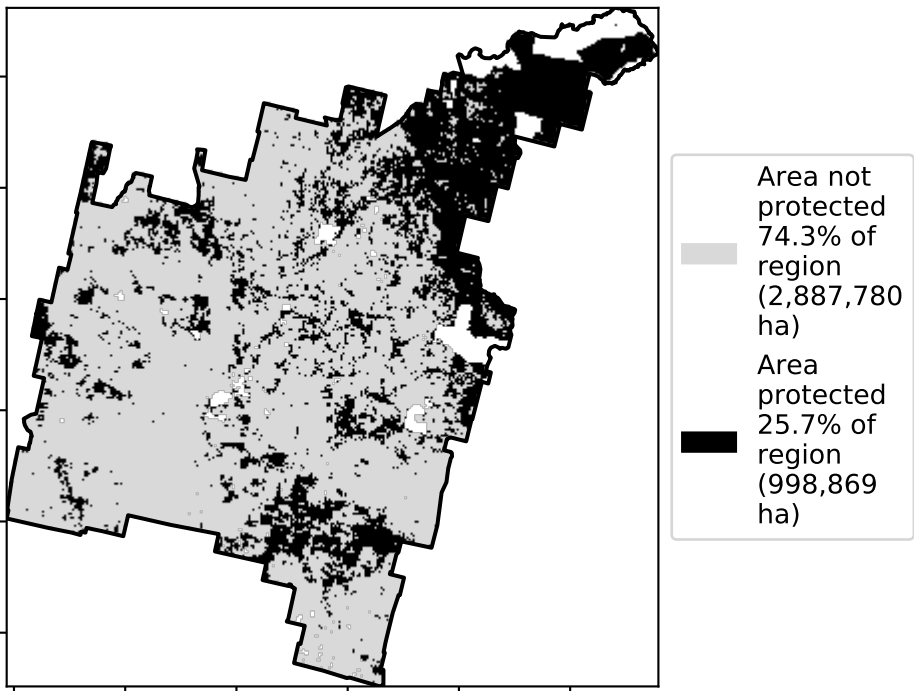 Area not
protected
74.3% of
region
(2,887,780
ha)
Area
protected
25.7% of
region
(998,869
ha)